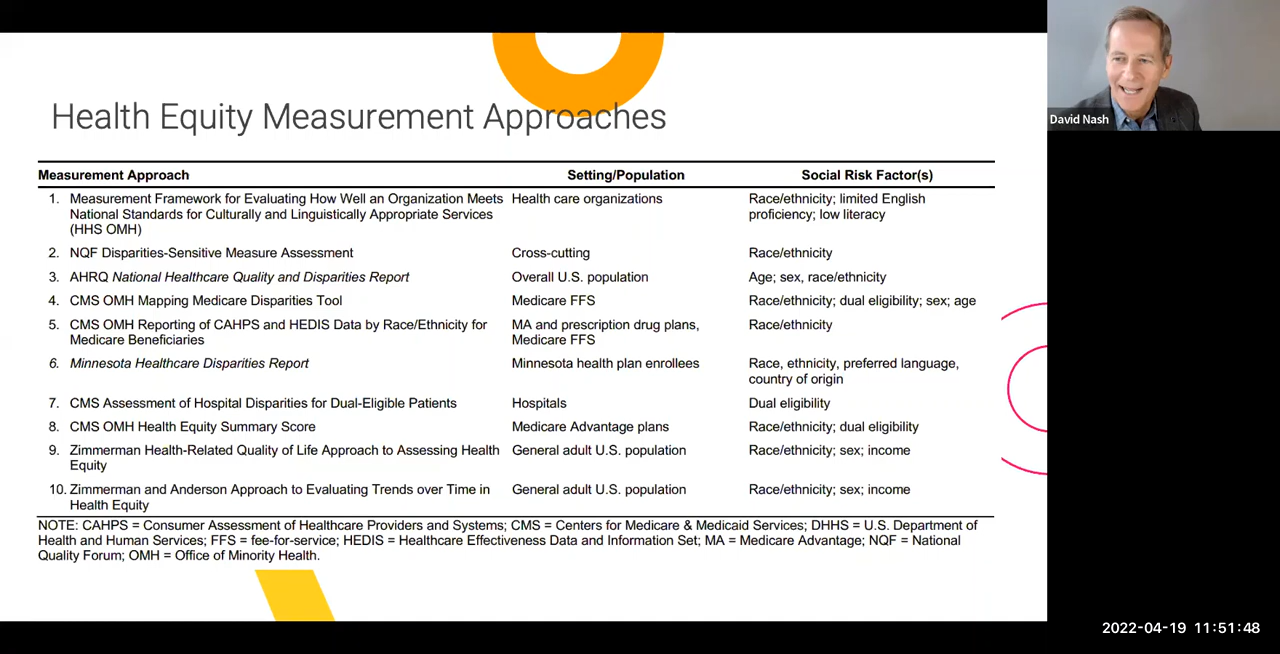 Health Equity Measurement Approaches
David Nash
Measurement Approach Setting/Population Social Risk Factor(s)
1. Measurement Framework for Evaluating How Well an Organization Meets Health care organizations Race/ethnicity; limited English
National Standards for Culturally and Linguistically Appropriate Services proficiency; low literacy
(HHS OMH)
2. NQF Disparities-Sensitive Measure Assessment Cross-cutting Race/ethnicity
3. AHRQ National Healthcare Quality and Disparities Report Overall U.S. population Age; sex, race/ethnicity
4. CMS OMH Mapping Medicare Disparities Tool Medicare FFS Race/ethnicity; dual eligibility; sex; age
5. CMS OMH Reporting of CAHPS and HEDIS Data by Race/Ethnicity for MA and prescription drug plans, Race/ethnicity
Medicare Beneficiaries Medicare FFS
6. Minnesota Healthcare Disparities Report Minnesota health plan enrollees Race, ethnicity, preferred language,
country of origin
7. CMS Assessment of Hospital Disparities for Dual-Eligible Patients Hospitals Dual eligibility
8. CMS OMH Health Equity Summary Score Medicare Advantage plans Race/ethnicity; dual eligibility
9. Zimmerman Health-Related Quality of Life Approach to Assessing Health General adult U.S. population Race/ethnicity; sex; income
Equity
10. Zimmerman and Anderson Approach to Evaluating Trends over Time in General adult U.S. population Race/ethnicity; sex; income
Health Equity
NOTE: CAHPS = Consumer Assessment of Healthcare Providers and Systems; CMS = Centers for Medicare & Medicaid Services; DHHS = U.S. Department of
Health and Human Services; FFS = fee-for-service; HEDIS = Healthcare Effectiveness Data and Information Set; MA = Medicare Advantage; NQF = National
Quality Forum; OMH = Office of Minority Health.
2022-04-19 11:51:48